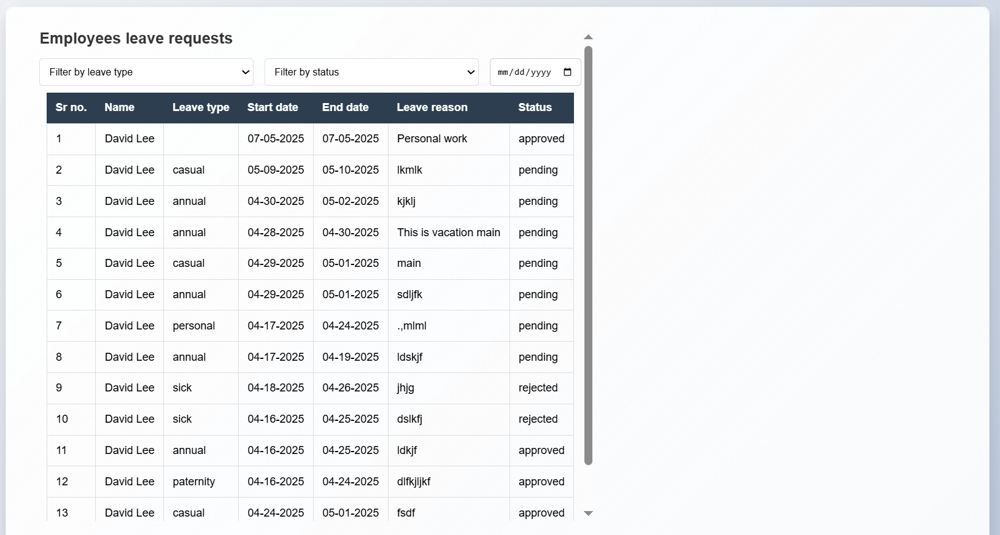 Employees leave requests
Filter by leave type Filter by status mm/dd/yyyy
Sr no. Name Leave type Start date End date Leave reason Status
1 David Lee 07-05-2025 07-05-2025 Personal work approved
2 David Lee casual 05-09-2025 05-10-2025 lkmlk pending
3 David Lee annual 04-30-2025 05-02-2025 kjklj pending
4 David Lee annual 04-28-2025 04-30-2025 This is vacation main pending
5 David Lee casual 04-29-2025 05-01-2025 main pending
6 David Lee annual 04-29-2025 05-01-2025 sdljfk pending
7 David Lee personal 04-17-2025 04-24-2025 .,mlml pending
8 David Lee annual 04-17-2025 04-19-2025 ldskjf pending
9 David Lee sick 04-18-2025 04-26-2025 jhjg rejected
10 David Lee sick 04-16-2025 04-25-2025 dslkfj rejected
11 David Lee annual 04-16-2025 04-25-2025 ldkjf approved
12 David Lee paternity 04-16-2025 04-24-2025 dlfkjljkf approved
13 David Lee casual 04-24-2025 05-01-2025 fsdf approved